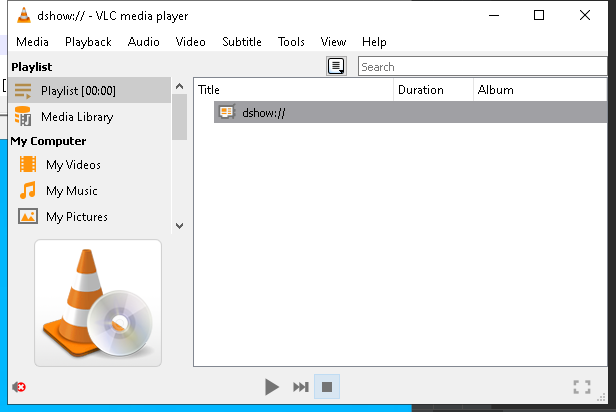 dshow:// - VLC media player
Media Playback Audio Video Subtitle Tools View Help
Playlist
Search
Playlist [00:00]
Media Library
My Computer
My Videos
My Music
My Pictures
Title Duration Album
dshow://